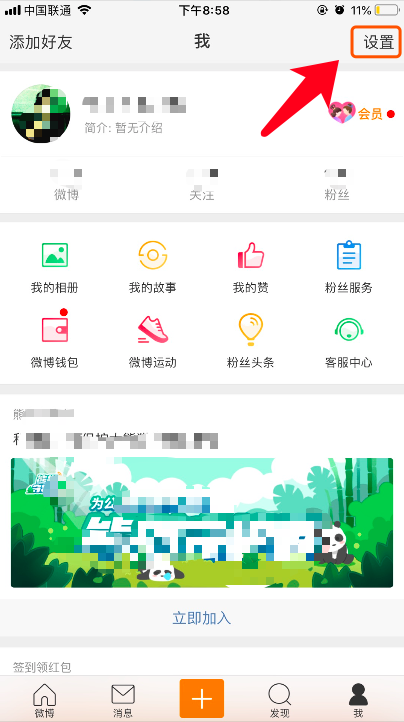 中国联通 下午8:58 11%
添加好友 我 设置
简介: 暂无介绍
会员
微博 关注 粉丝
我的相册 我的故事 我的赞 粉丝服务
微博钱包 微博运动 粉丝头条 客服中心
熊
为公
立即加入
签到领红包
微博 消息 发现 我